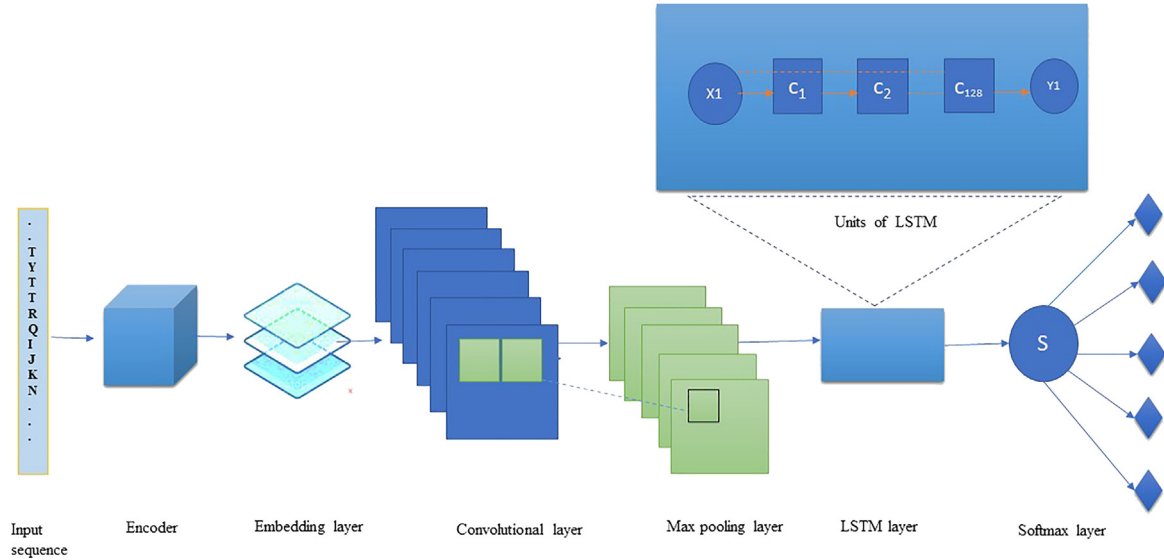 X1
C1
C2
C128
Y1
Units of LSTM
.
.
T
Y
T
T
R
Q
I
J
K
N
.
.
.
S
Input
sequence
Encoder
Embedding layer
Convolutional layer
Max pooling layer
LSTM layer
Softmax layer